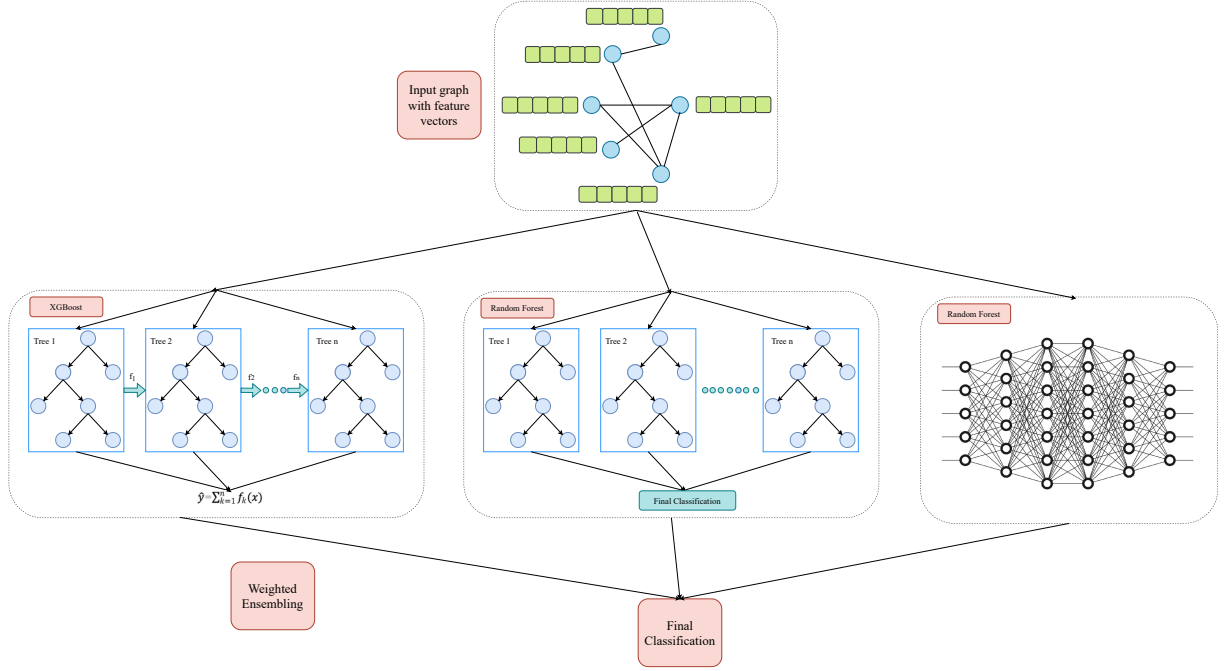 Input graph
with feature
vectors
XGBoost
Tree 1
f1
Tree 2
f2
fn
Tree n
ŷ=∑ⁿₖ₌₁ fₖ(x)
Random Forest
Tree 1
Tree 2
Tree n
Final Classification
Random Forest
Weighted
Ensembling
Final
Classification